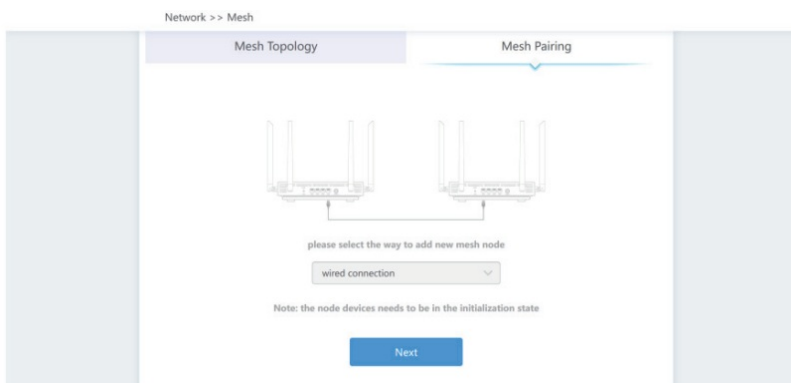 Network >> Mesh
Mesh Topology
Mesh Pairing
please select the way to add new mesh node
wired connection
Note: the node devices needs to be in the initialization state
Next